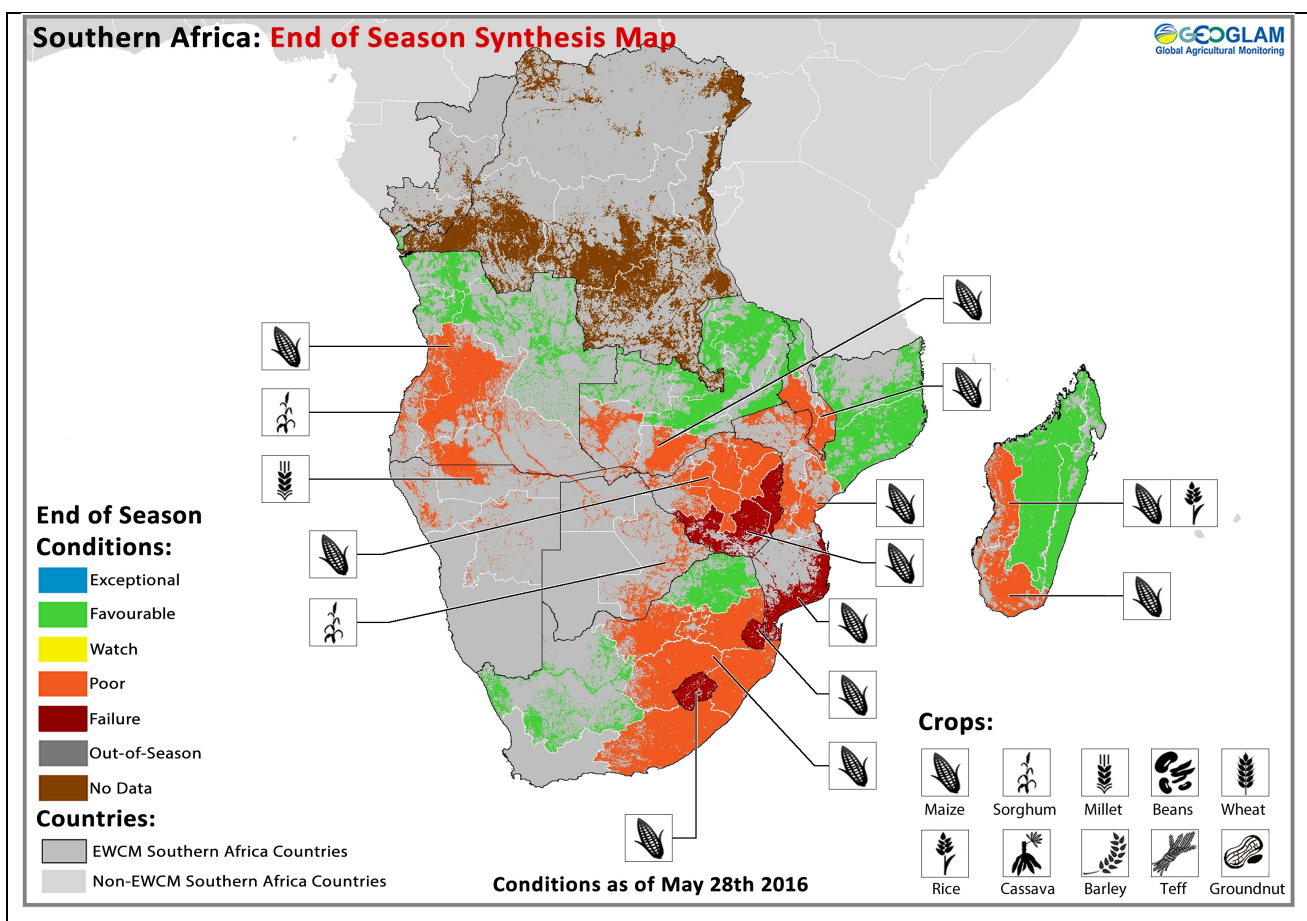 Southern Africa: End of Season Synthesis Map
GEOGLAM
Global Agricultural Monitoring
End of Season
Conditions:
Exceptional
Favourable
Watch
Poor
Failure
Out-of-Season
No Data
Countries:
EWCM Southern Africa Countries
Non-EWCM Southern Africa Countries
Conditions as of May 28th 2016
Crops:
Maize Sorghum Millet Beans Wheat
Rice Cassava Barley Teff Groundnut